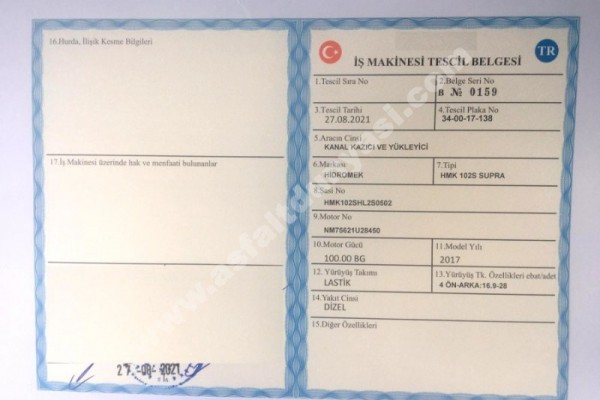 16.Hurda, İlişik Kesme Bilgileri
17.İş Makinesi üzerinde hak ve menfaati bulunanlar
27.08.2021
TR
İŞ MAKİNESİ TESCİL BELGESİ
1.Tescil Sıra No
2.Belge Seri No
B № 0159
3.Tescil Tarihi
27.08.2021
4.Tescil Plaka No
34-00-17-138
5.Aracın Cinsi
KANAL KAZICI VE YÜKLEYİCİ
6.Markası
HİDROMEK
7.Tipi
HMK 102S SUPRA
8.Şasi No
HMK102SHL2S0502
9.Motor No
NM75621U28450
10.Motor Gücü
100.00 BG
11.Model Yılı
2017
12. Yürüyüş Takımı
LASTİK
13.Yürüyüş Tk. Özellikleri ebat/adet
4 ÖN-ARKA:16.9-28
14.Yakıt Cinsi
DİZEL
15.Diğer Özellikleri
www.asfaltdunyasi.com